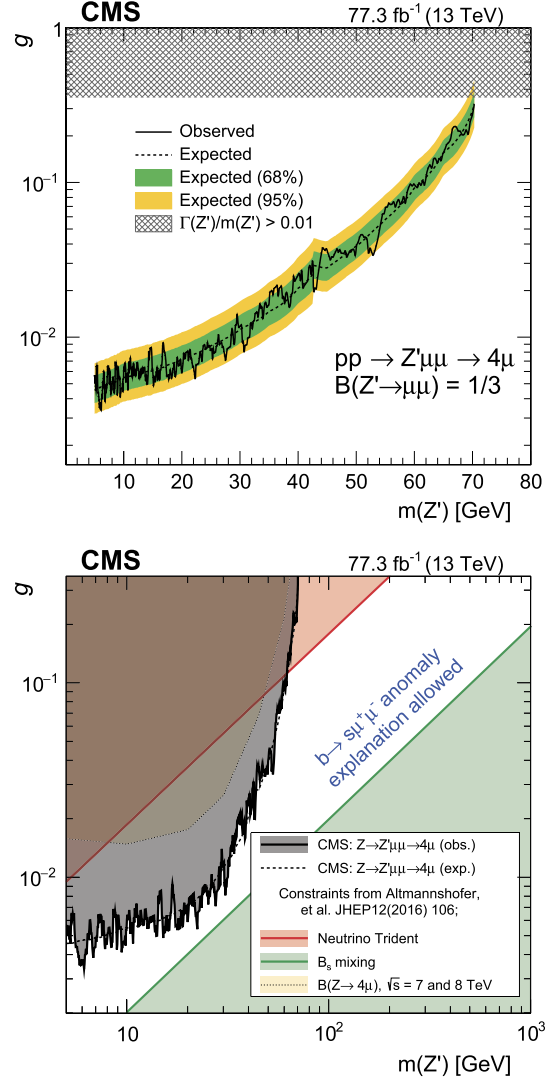 CMS 77.3 fb⁻¹ (13 TeV)
g
1
10⁻¹
10⁻²
Observed
Expected
Expected (68%)
Expected (95%)
Γ(Z')/m(Z') > 0.01
pp → Z'μμ → 4μ
B(Z'→μμ) = 1/3
10 20 30 40 50 60 70 80
m(Z') [GeV]
CMS 77.3 fb⁻¹ (13 TeV)
g
10⁻¹
10⁻²
b→ sμ⁺μ⁻ anomaly
explanation allowed
CMS: Z→Z'μμ→4μ (obs.)
CMS: Z→Z'μμ→4μ (exp.)
Constraints from Altmannshofer,
et al. JHEP12(2016) 106;
Neutrino Trident
Bₛ mixing
B(Z→ 4μ), √s = 7 and 8 TeV
10 10² 10³
m(Z') [GeV]